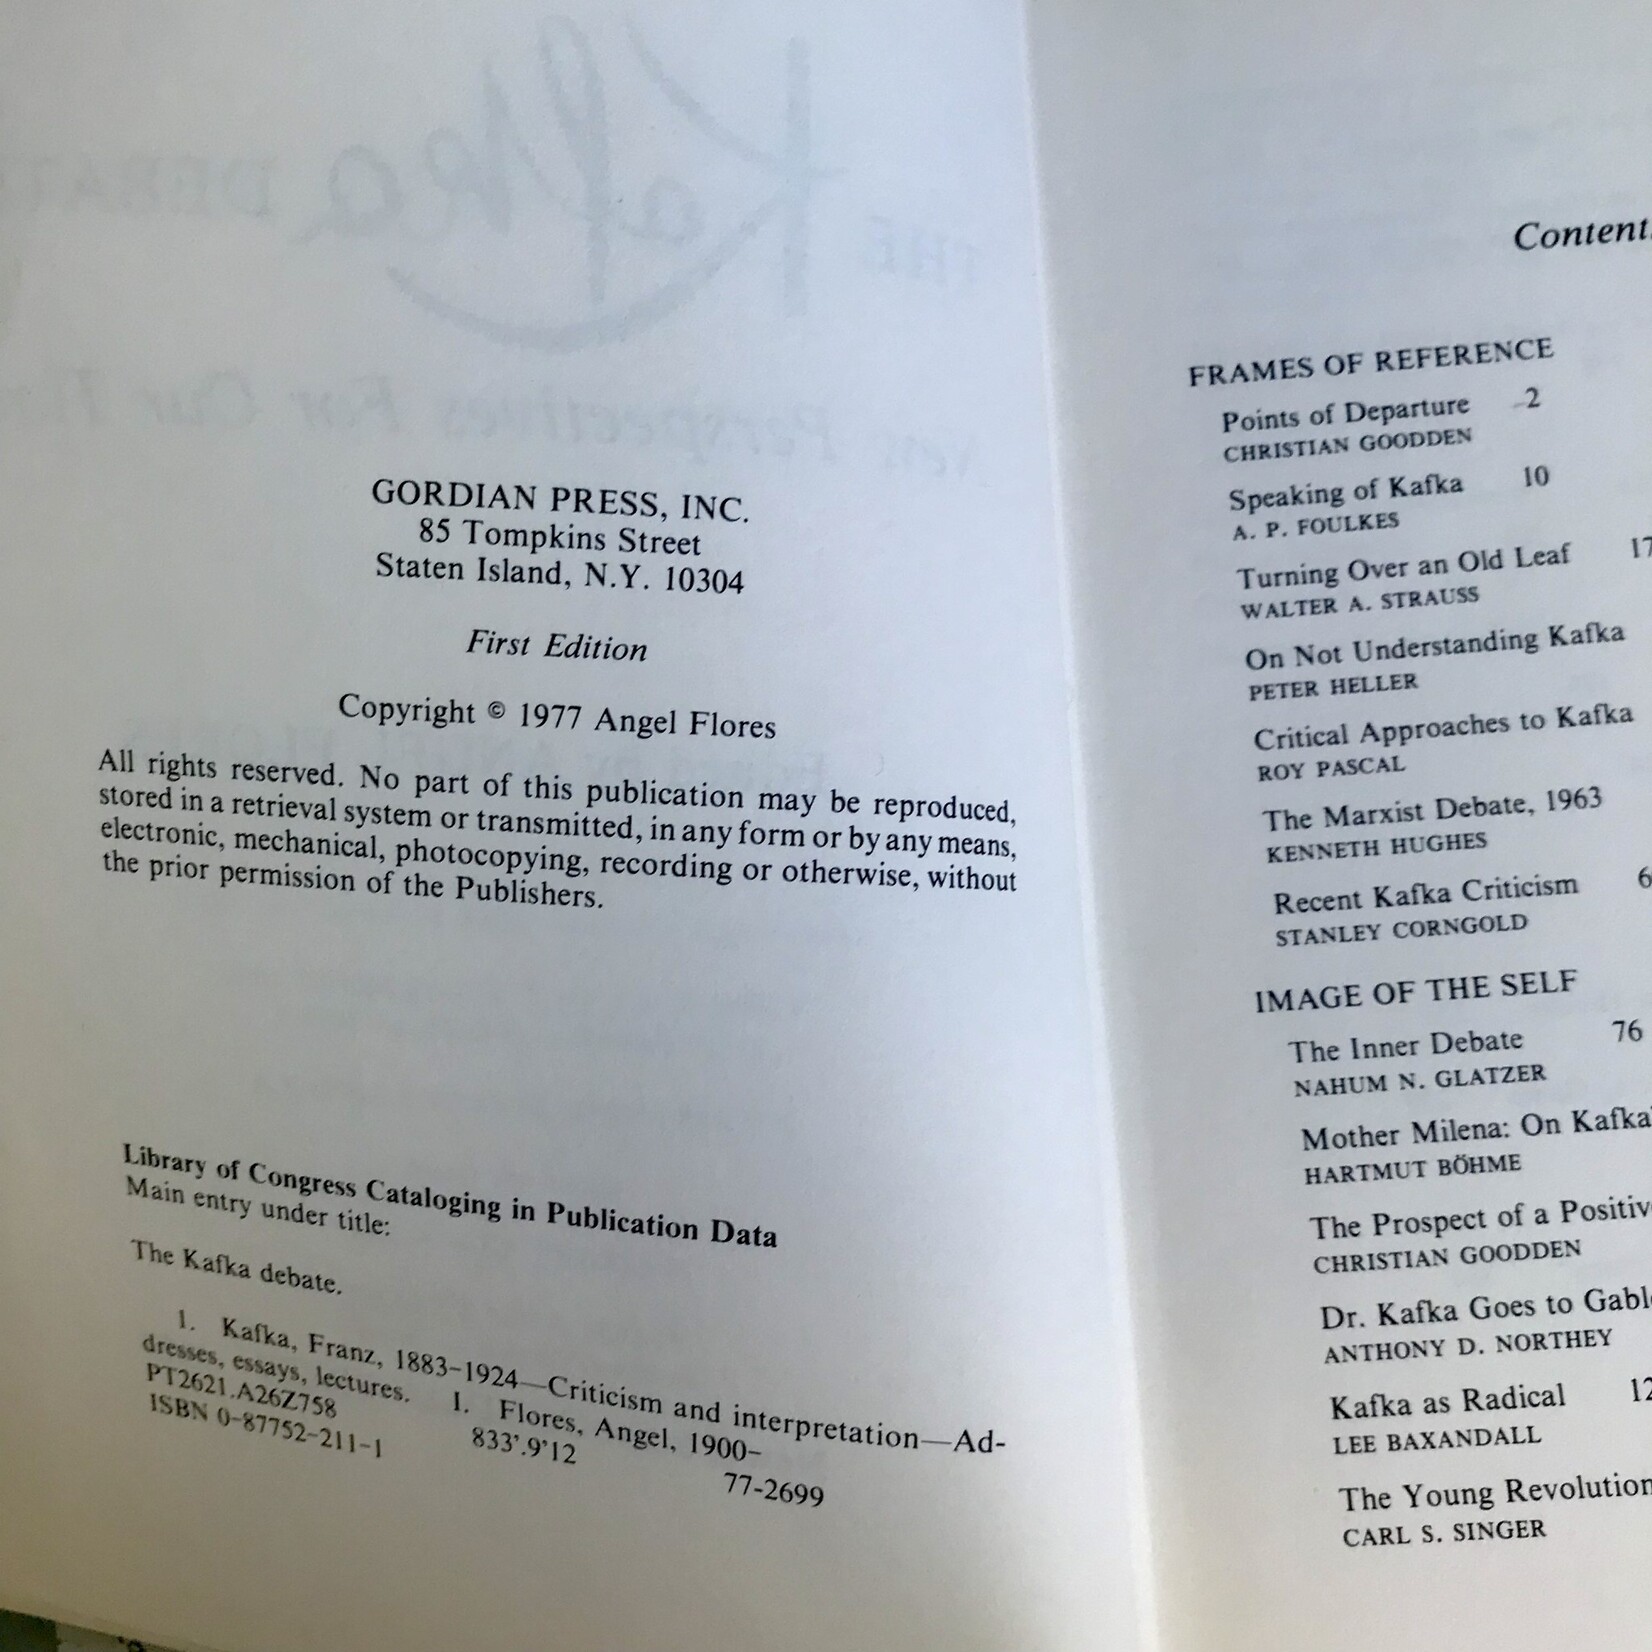 GORDIAN PRESS, INC.
85 Tompkins Street
Staten Island, N.Y. 10304
First Edition
Copyright © 1977 Angel Flores
All rights reserved. No part of this publication may be reproduced,
stored in a retrieval system or transmitted, in any form or by any means,
electronic, mechanical, photocopying, recording or otherwise, without
the prior permission of the Publishers.
Library of Congress Cataloging in Publication Data
Main entry under title:
The Kafka debate.
1. Kafka, Franz, 1883–1924—Criticism and interpretation—Ad-
dresses, essays, lectures. I. Flores, Angel, 1900–
PT2621.A26Z758 833'.9'12 77-2699
ISBN 0-87752-211-1
Content
FRAMES OF REFERENCE
Points of Departure 2
CHRISTIAN GOODDEN
Speaking of Kafka 10
A. P. FOULKES
Turning Over an Old Leaf 17
WALTER A. STRAUSS
On Not Understanding Kafka
PETER HELLER
Critical Approaches to Kafka
ROY PASCAL
The Marxist Debate, 1963
KENNETH HUGHES
Recent Kafka Criticism 6
STANLEY CORNGOLD
IMAGE OF THE SELF
The Inner Debate 76
NAHUM N. GLATZER
Mother Milena: On Kafka'
HARTMUT BÖHME
The Prospect of a Positiv
CHRISTIAN GOODDEN
Dr. Kafka Goes to Gabl
ANTHONY D. NORTHEY
Kafka as Radical 12
LEE BAXANDALL
The Young Revolution
CARL S. SINGER